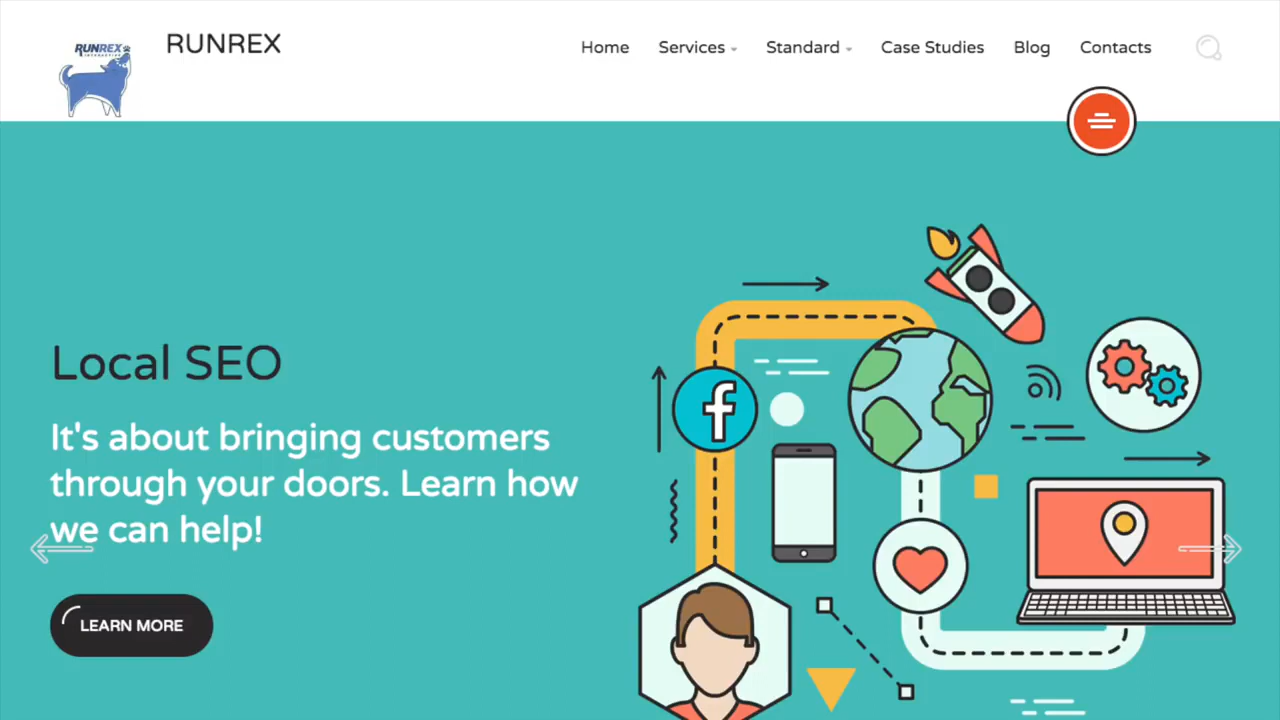 RUNREX
INTERACTIVE
RUNREX
Home Services Standard Case Studies Blog Contacts
Local SEO
It's about bringing customers
through your doors. Learn how
we can help!
LEARN MORE